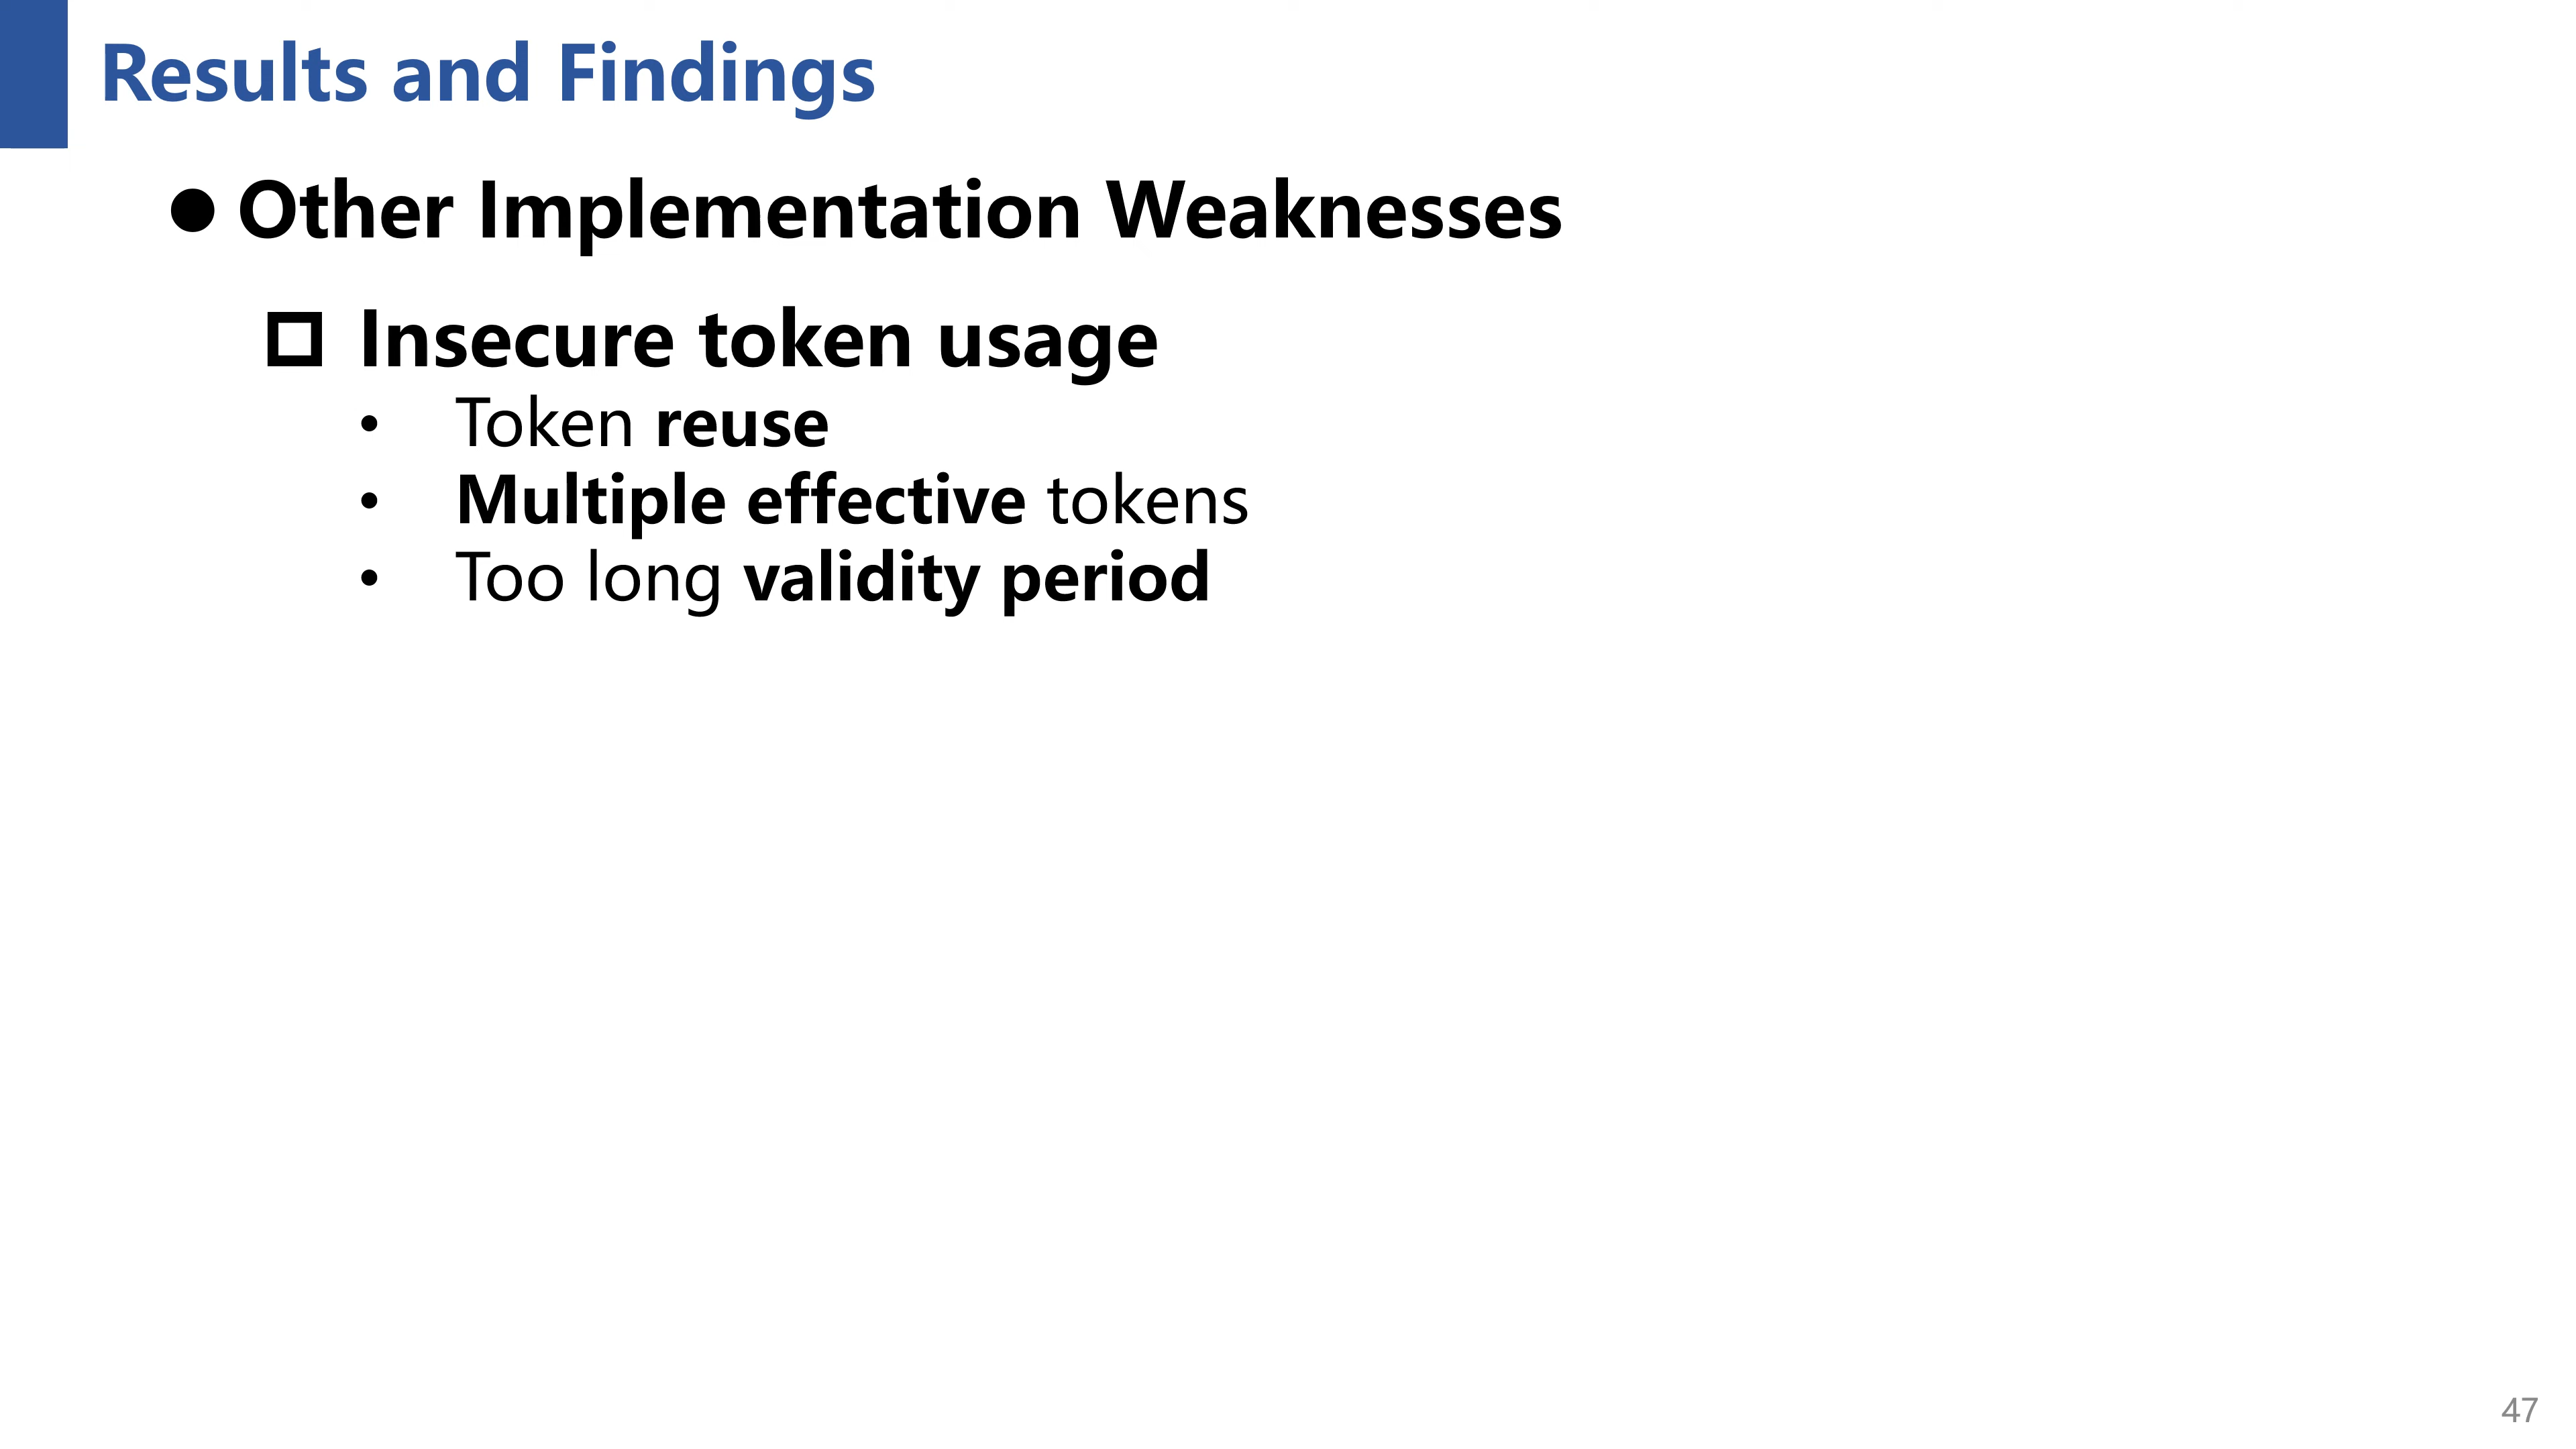 Results and Findings
● Other Implementation Weaknesses
Insecure token usage
• Token reuse
• Multiple effective tokens
• Too long validity period
47